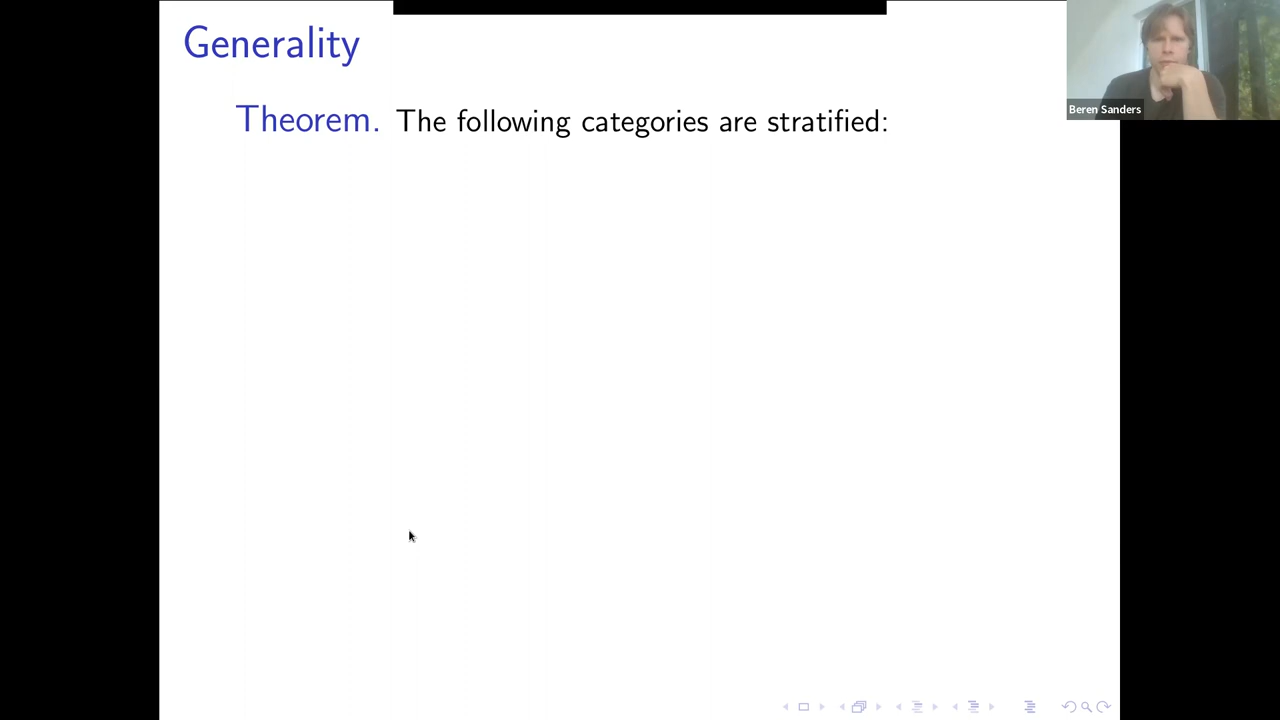 Generality
Theorem. The following categories are stratified:
Beren Sanders